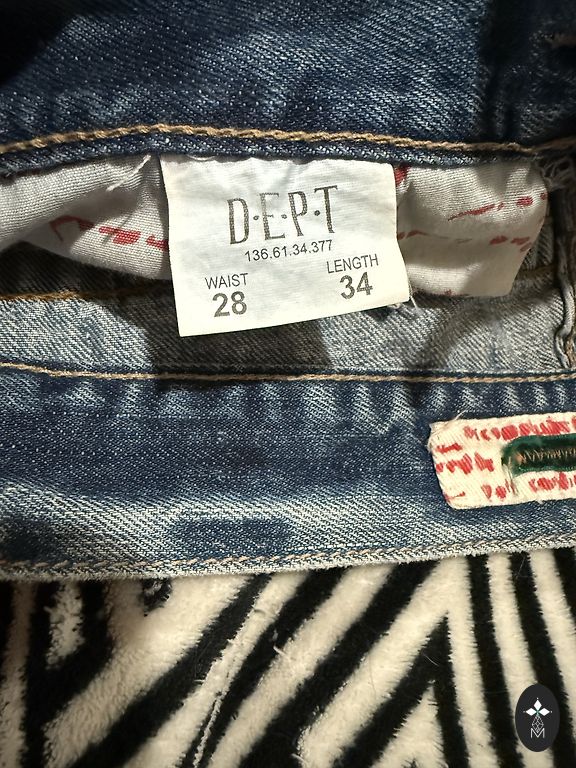 D·E·P·T
136.61.34.377
WAIST LENGTH
28 34